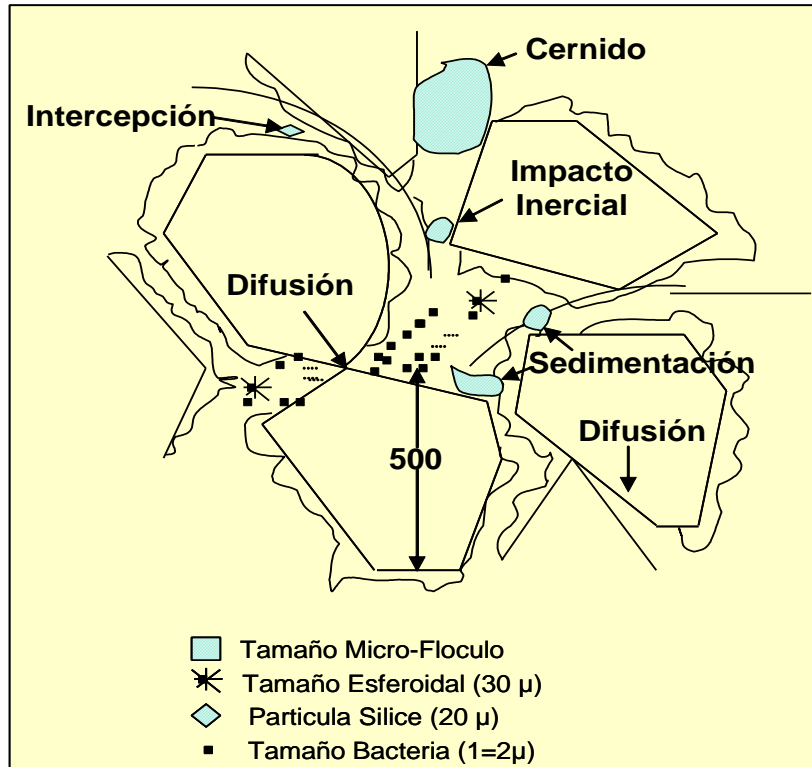 Cernido
Intercepción
Impacto
Inercial
Difusión
Sedimentación
Difusión
500
Tamaño Micro-Floculo
Tamaño Esferoidal (30 µ)
Particula Silice (20 µ)
Tamaño Bacteria (1=2µ)